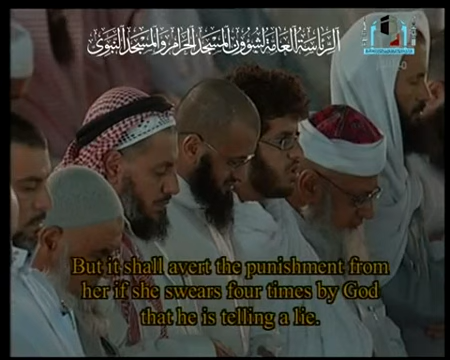 الرئاسة العامة لشؤون المسجد الحرام والمسجد النبوي
But it shall avert the punishment from
her if she swears four times by God
that he is telling a lie.